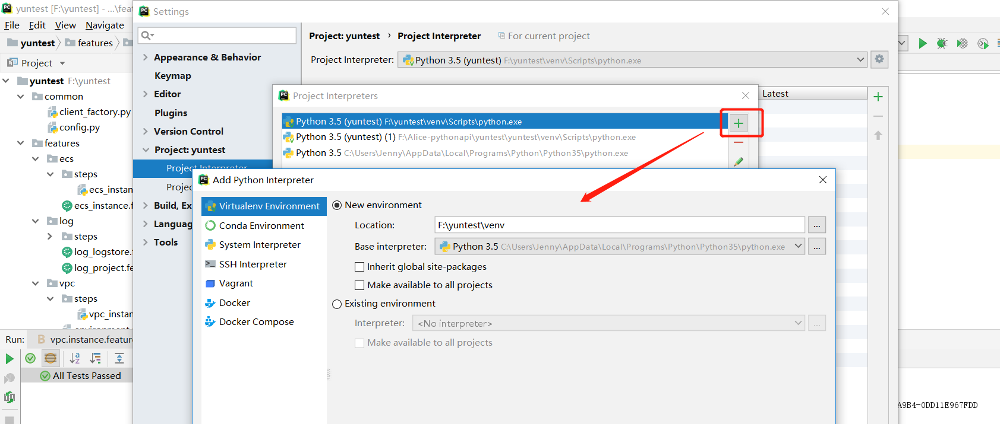 yuntest [F:\yuntest] - ...\feat
File Edit View Navigate
yuntest features
Project
yuntest F:\yuntest
common
client_factory.py
config.py
features
ecs
steps
ecs_instan
ecs_instance.f
log
steps
log_logstore.f
log_project.fe
vpc
steps
vpc_instan
Run: vpc.instance.feature
All Tests Passed
Settings
Appearance & Behavior
Keymap
Editor
Plugins
Version Control
Project: yuntest
Project Interpreter
Projec
Build, Ex
Languag
Tools
Project: yuntest › Project Interpreter For current project
Project Interpreter: Python 3.5 (yuntest) F:\yuntest\venv\Scripts\python.exe
Latest
Project Interpreters
Python 3.5 (yuntest) F:\yuntest\venv\Scripts\python.exe
Python 3.5 (yuntest) (1) F:\Alice-pythonapi\yuntest\yuntest\venv\Scripts\python.exe
Python 3.5 C:\Users\Jenny\AppData\Local\Programs\Python\Python35\python.exe
Add Python Interpreter
Virtualenv Environment
Conda Environment
System Interpreter
SSH Interpreter
Vagrant
Docker
Docker Compose
New environment
Location: F:\yuntest\venv ...
Base interpreter: Python 3.5 C:\Users\Jenny\AppData\Local\Programs\Python\Python35\python.exe ...
Inherit global site-packages
Make available to all projects
Existing environment
Interpreter: <No interpreter> ...
Make available to all projects
A9B4-0DD11E967FDD